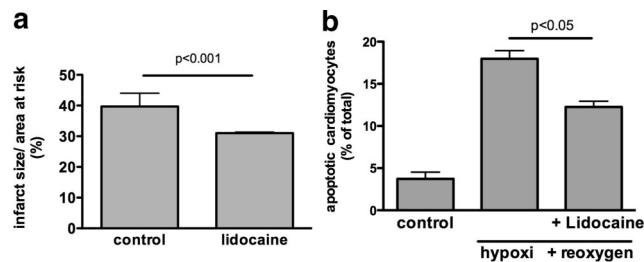 a
p<0.001
infarct size/ area at risk
(%)
50
40
30
20
10
0
control lidocaine
b
p<0.05
apoptotic cardiomyocytes
(% of total)
20
15
10
5
0
control + Lidocaine
hypoxi + reoxygen